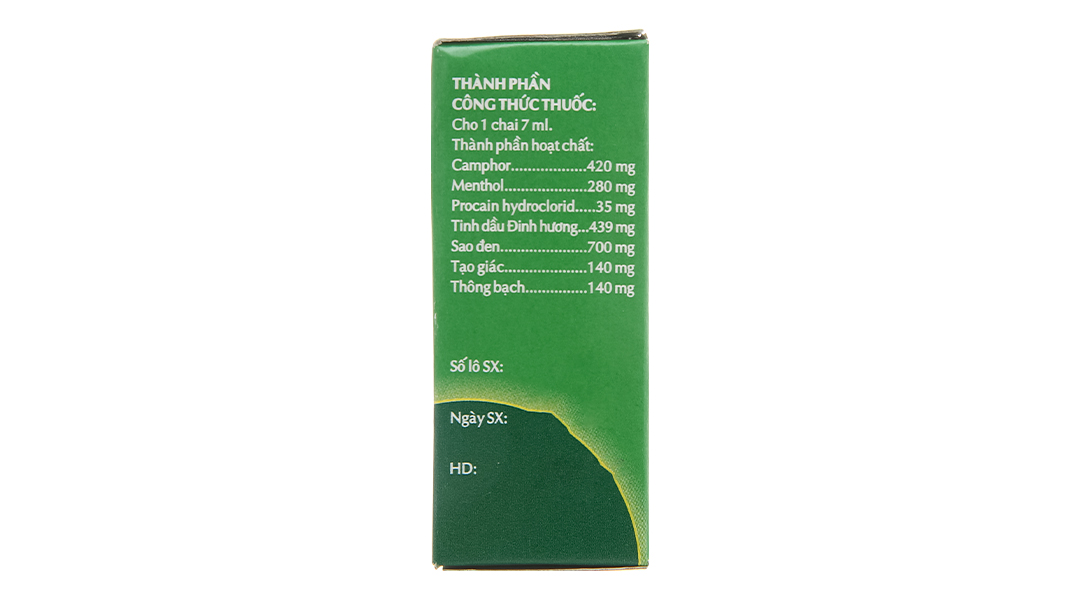 THÀNH PHẦN
CÔNG THỨC THUỐC:
Cho 1 chai 7 ml.
Thành phần hoạt chất:
Camphor...................420 mg
Menthol.....................280 mg
Procain hydroclorid.....35 mg
Tinh dầu Đinh hương...439 mg
Sao đen......................700 mg
Tạo giác.....................140 mg
Thông bạch...............140 mg
Số lô SX:
Ngày SX:
HD: